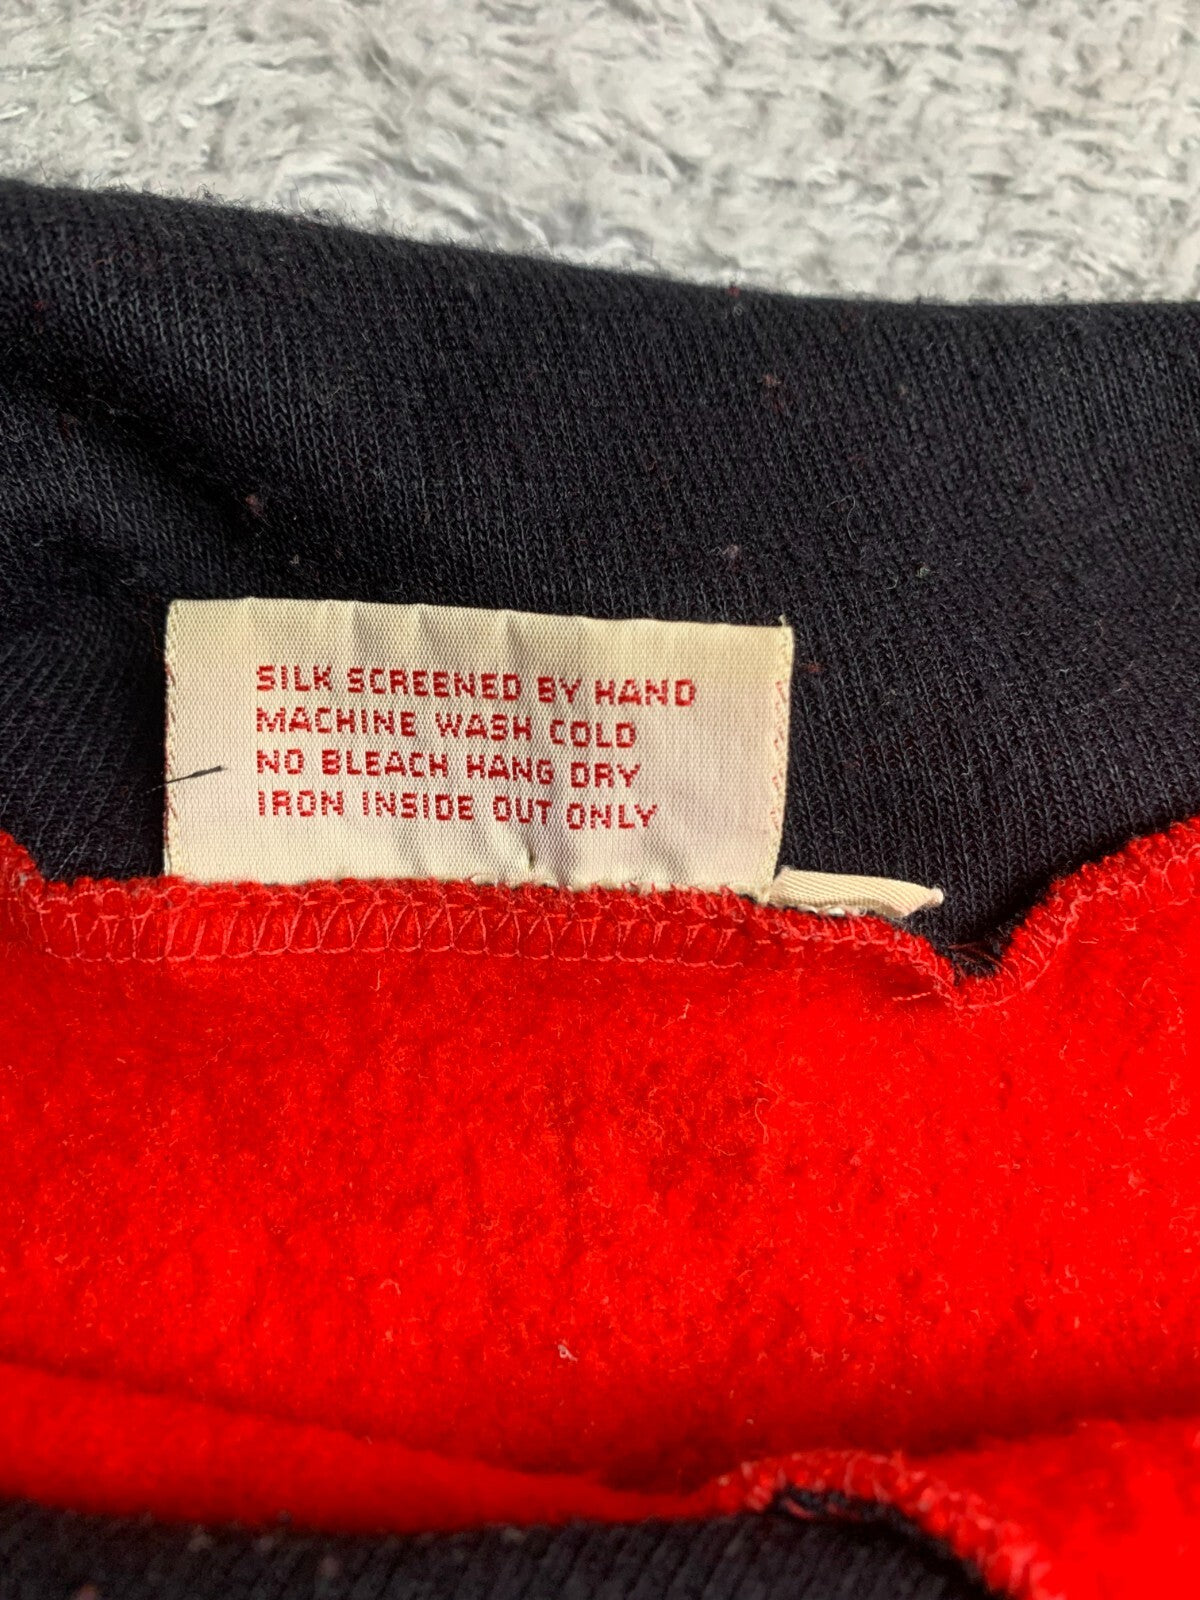 SILK SCREENED BY HAND
MACHINE WASH COLD
NO BLEACH HANG DRY
IRON INSIDE OUT ONLY